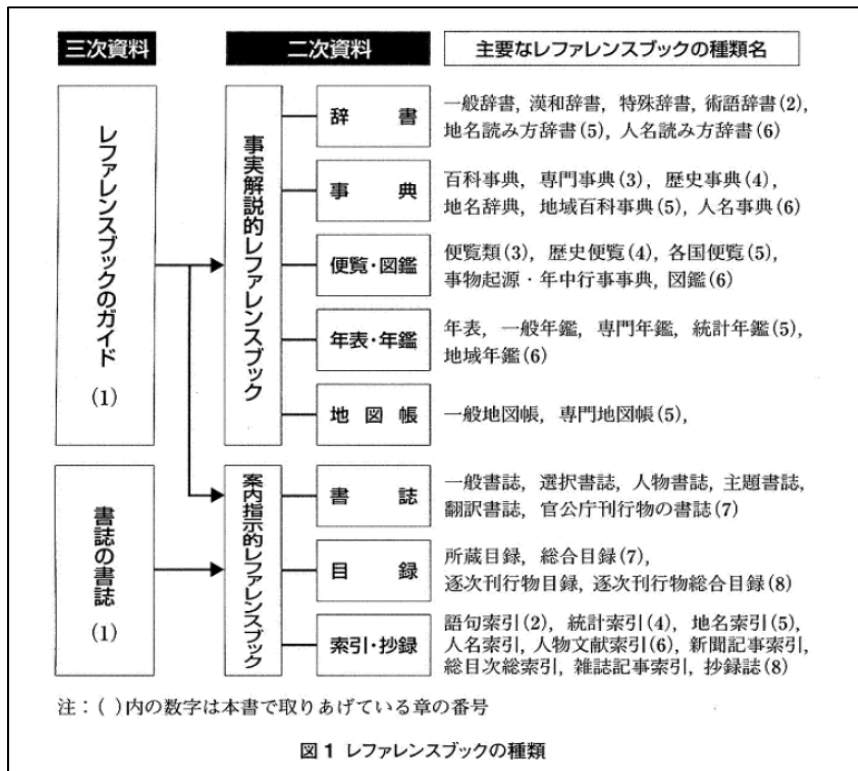 三次資料
二次資料
主要なレファレンスブックの種類名
レファレンスブックのガイド
(1)
事実解説的レファレンスブック
辞書
一般辞書, 漢和辞書, 特殊辞書, 術語辞書(2),
地名読み方辞書(5), 人名読み方辞書(6)
事典
百科事典, 専門事典(3), 歴史事典(4),
地名辞典, 地域百科事典(5), 人名事典(6)
便覧・図鑑
便覧類(3), 歴史便覧(4), 各国便覧(5),
事物起源・年中行事事典, 図鑑(6)
年表・年鑑
年表, 一般年鑑, 専門年鑑, 統計年鑑(5),
地域年鑑(6)
地図帳
一般地図帳, 専門地図帳(5),
書誌の書誌
(1)
案内指示的レファレンスブック
書誌
一般書誌, 選択書誌, 人物書誌, 主題書誌,
翻訳書誌, 官公庁刊行物の書誌(7)
目録
所蔵目録, 総合目録(7),
逐次刊行物目録, 逐次刊行物総合目録(8)
索引・抄録
語句索引(2), 統計索引(4), 地名索引(5),
人名索引, 人物文献索引(6), 新聞記事索引,
総目次総索引, 雑誌記事索引, 抄録誌(8)
注：( )内の数字は本書で取りあげている章の番号
図1 レファレンスブックの種類